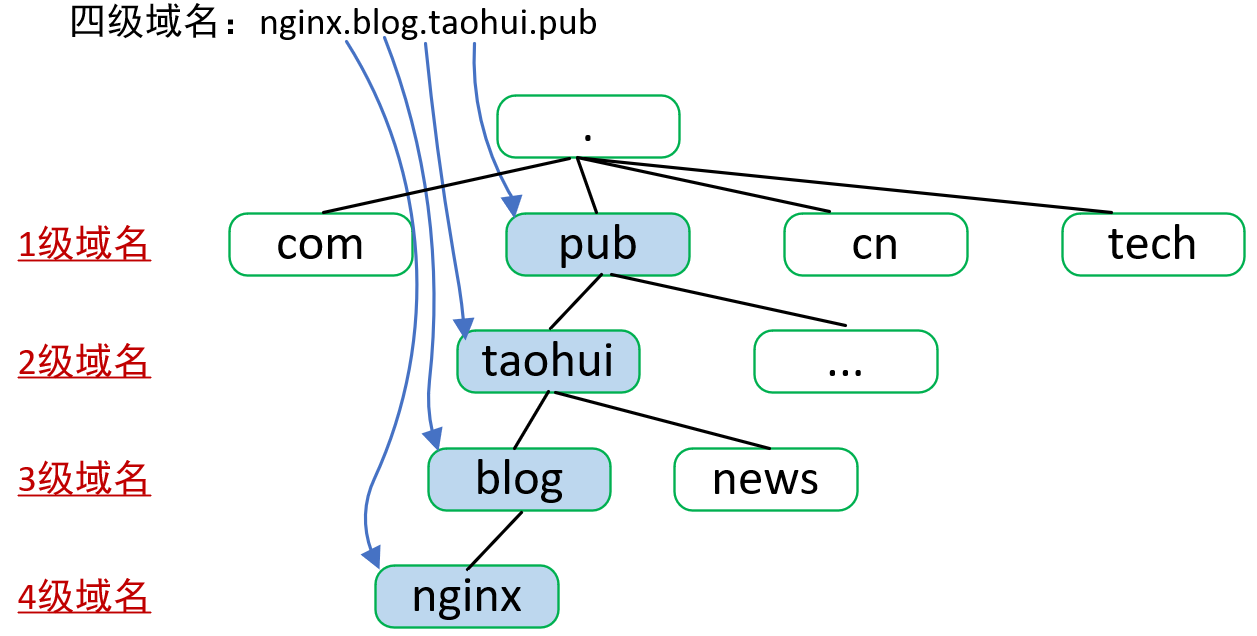 四级域名：nginx.blog.taohui.pub
.
1级域名 com pub cn tech
2级域名 taohui ...
3级域名 blog news
4级域名 nginx